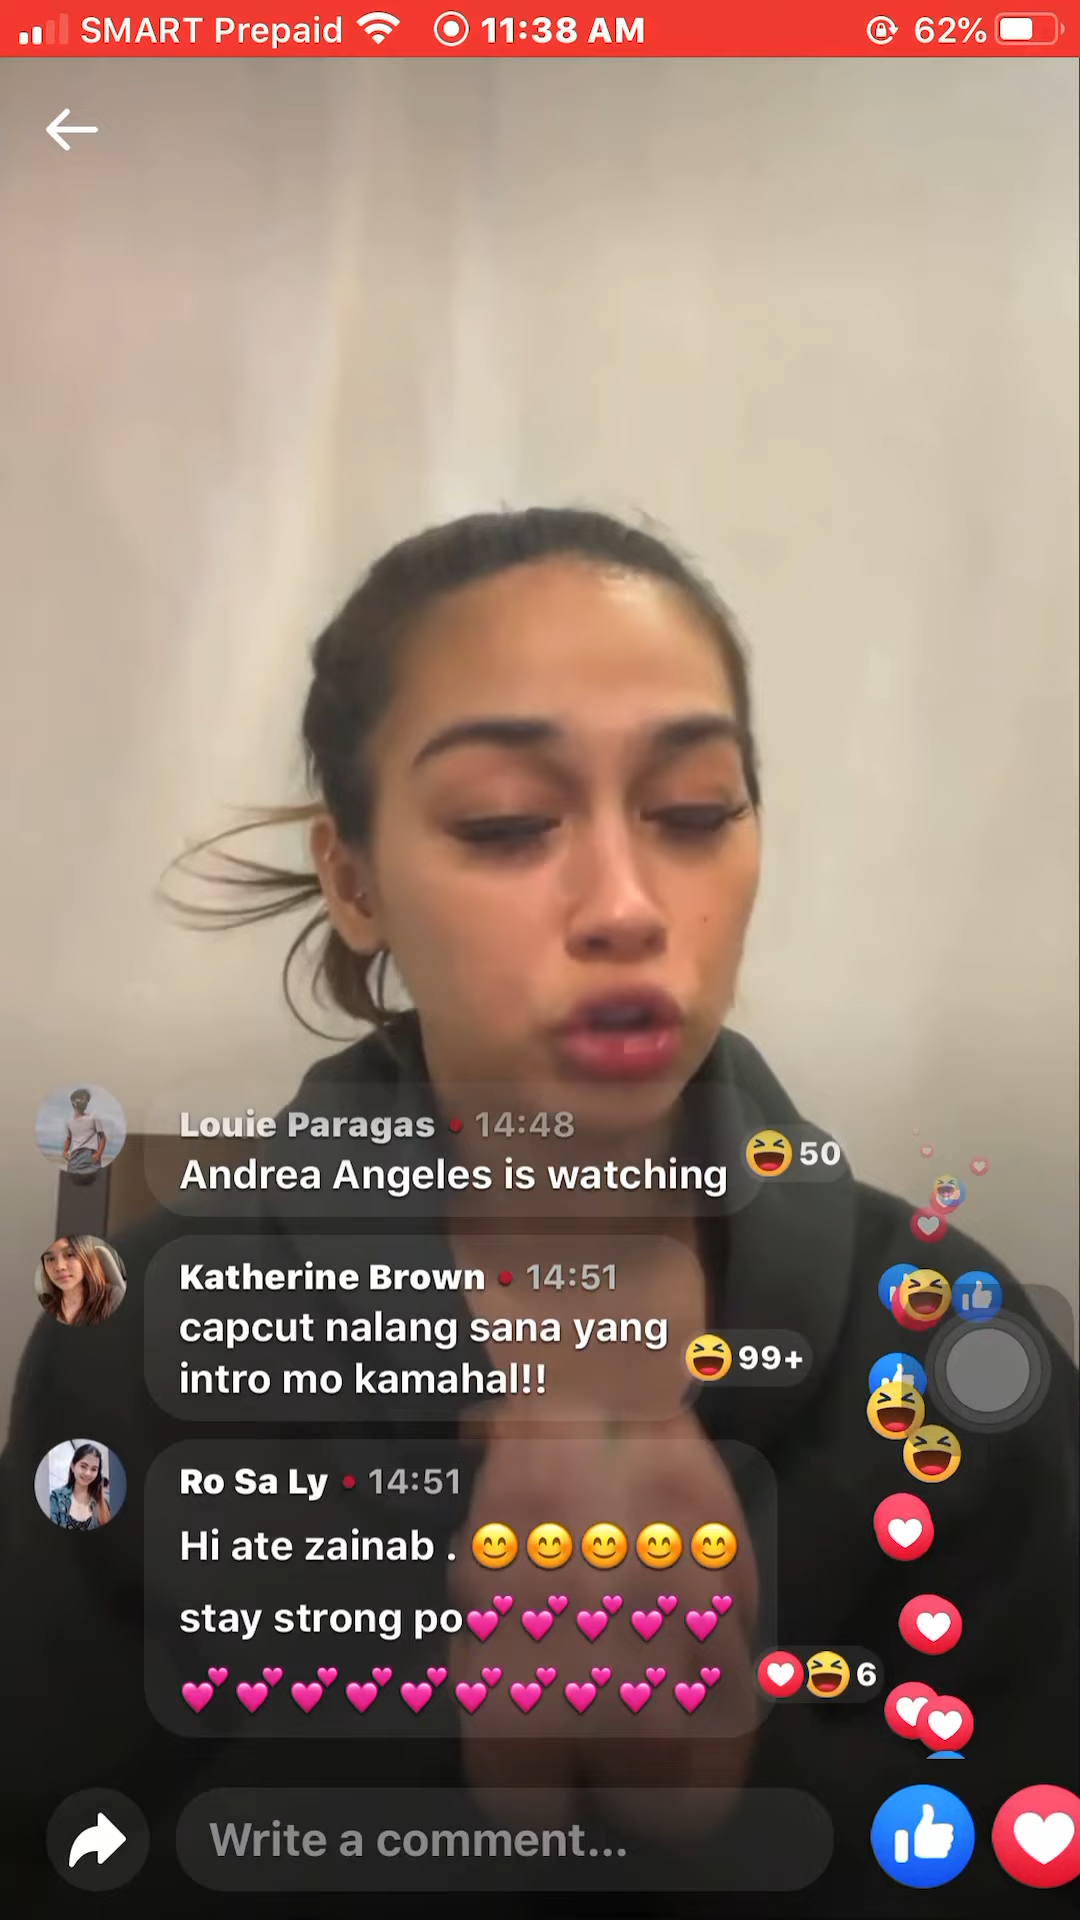 SMART Prepaid 11:38 AM 62%
Louie Paragas • 14:48
Andrea Angeles is watching
😆 50
Katherine Brown • 14:51
capcut nalang sana yang
intro mo kamahal!!
😆 99+
Ro Sa Ly • 14:51
Hi ate zainab . 😊😊😊😊😊
stay strong po💕💕💕💕💕
💕💕💕💕💕💕💕💕💕💕
❤️😆 6
Write a comment...